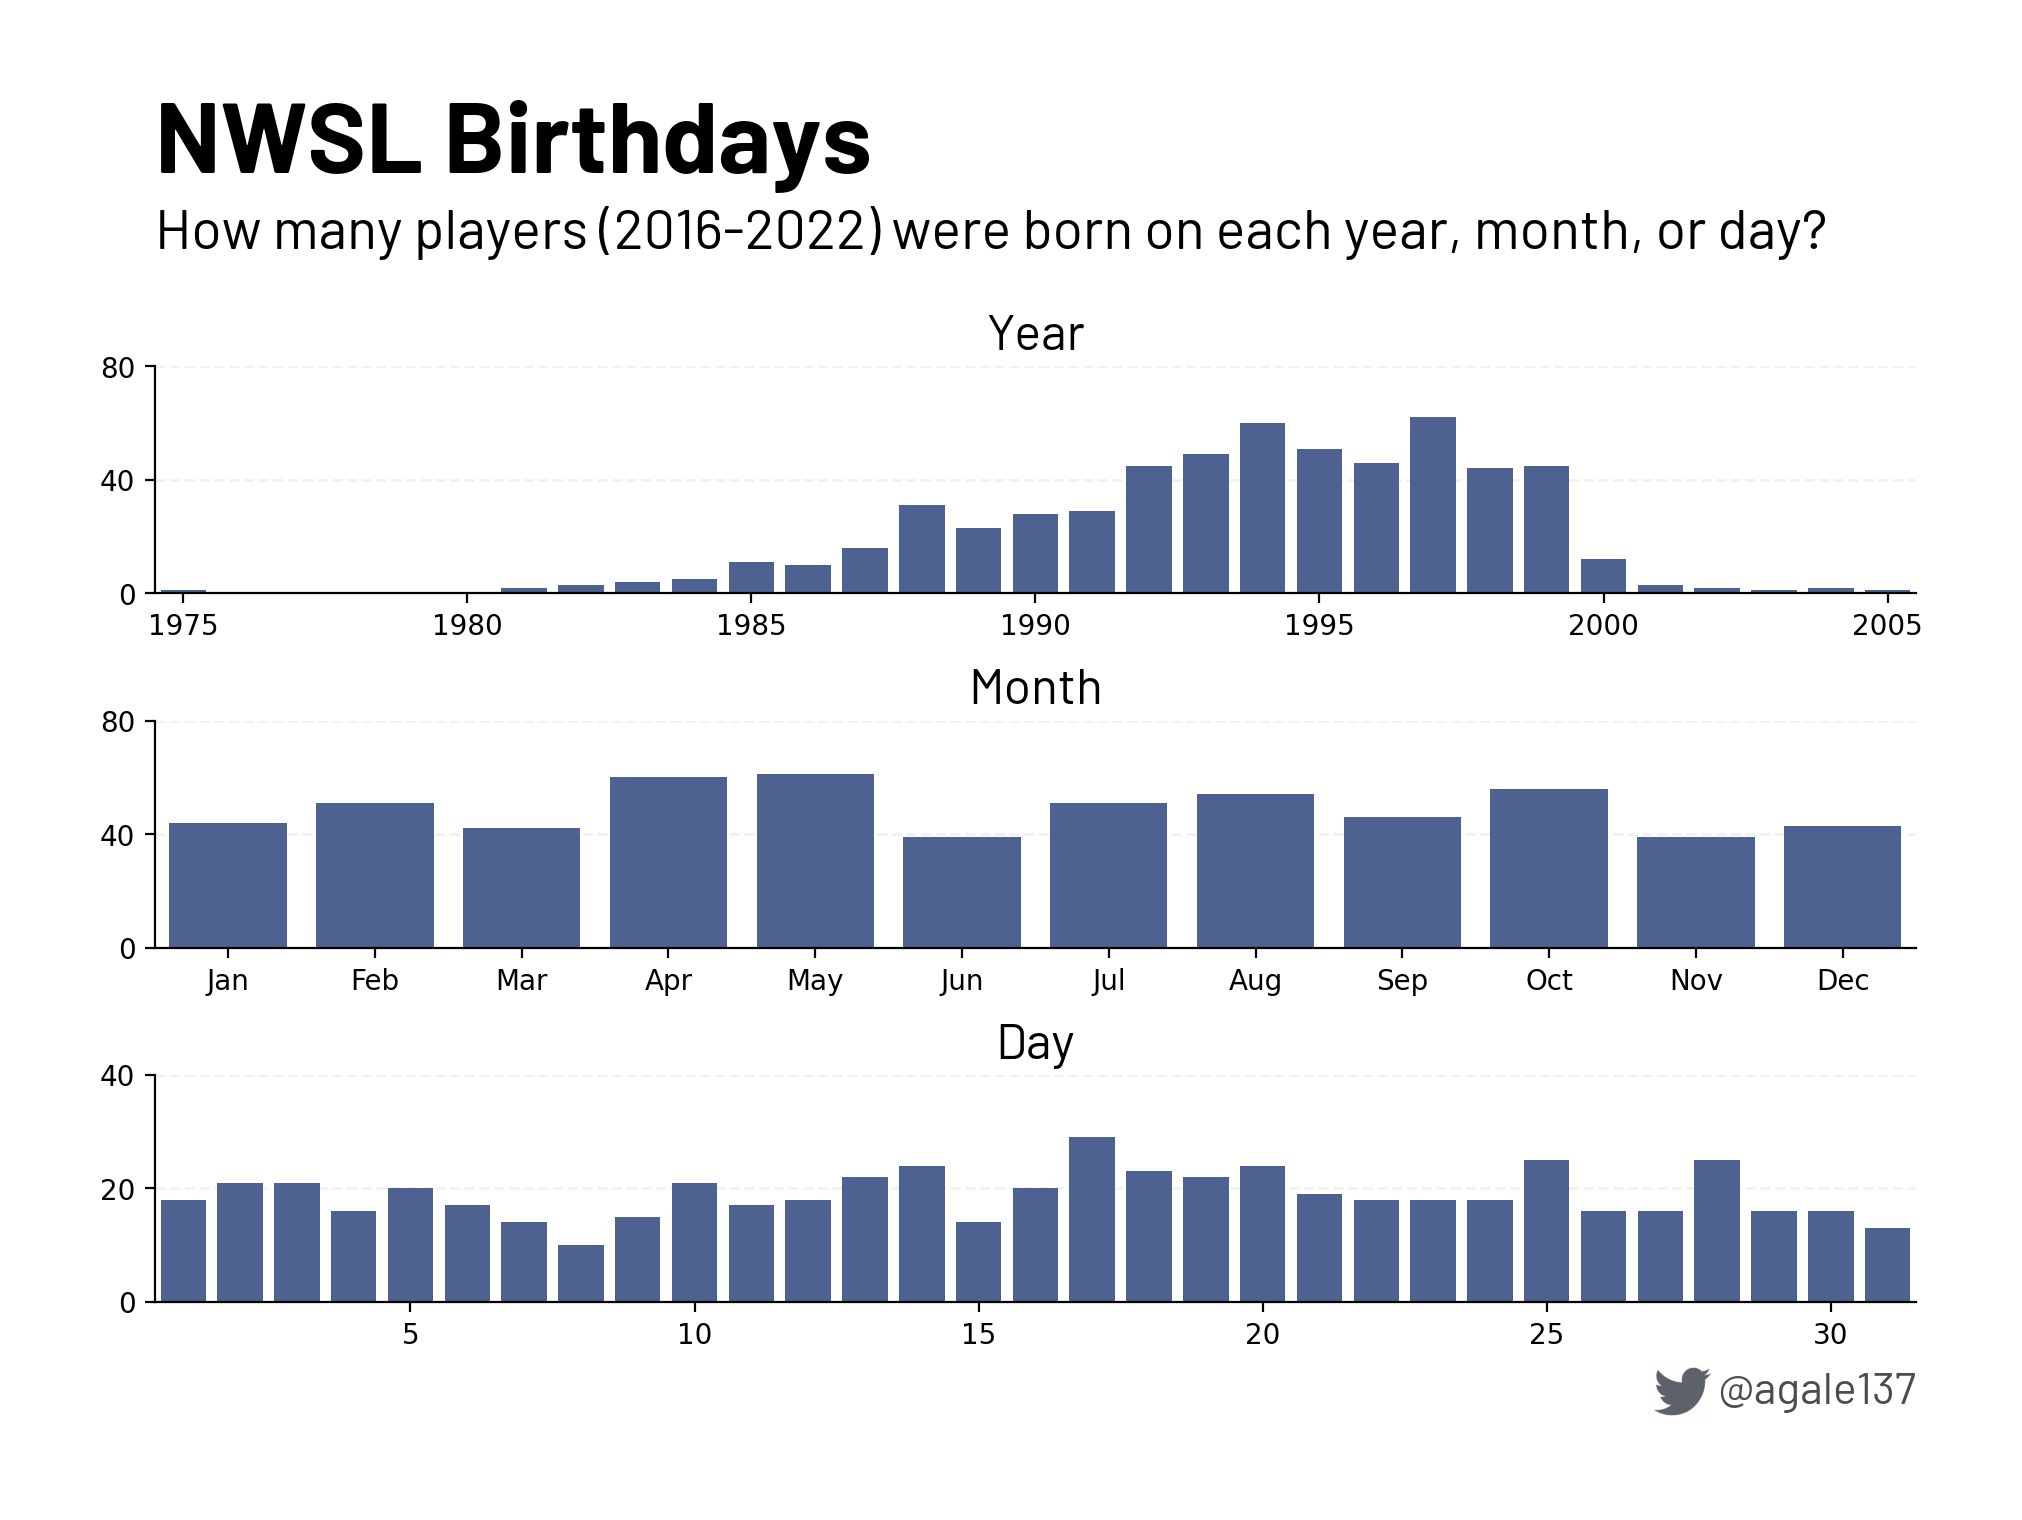 NWSL Birthdays
How many players (2016-2022) were born on each year, month, or day?
Year
80
40
0
1975 1980 1985 1990 1995 2000 2005
Month
80
40
0
Jan Feb Mar Apr May Jun Jul Aug Sep Oct Nov Dec
Day
40
20
0
5 10 15 20 25 30
@agale137